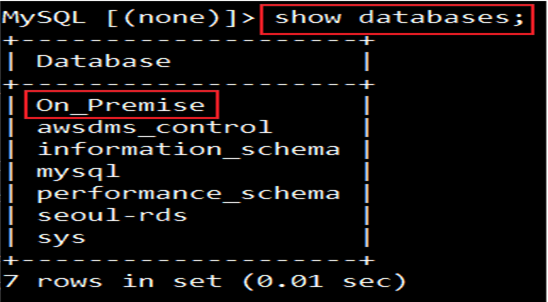 MySQL [(none)]> show databases;
+--------------------+
| Database           |
+--------------------+
| On_Premise         |
| awsdms_control     |
| information_schema |
| mysql              |
| performance_schema |
| seoul-rds          |
| sys                |
+--------------------+
7 rows in set (0.01 sec)